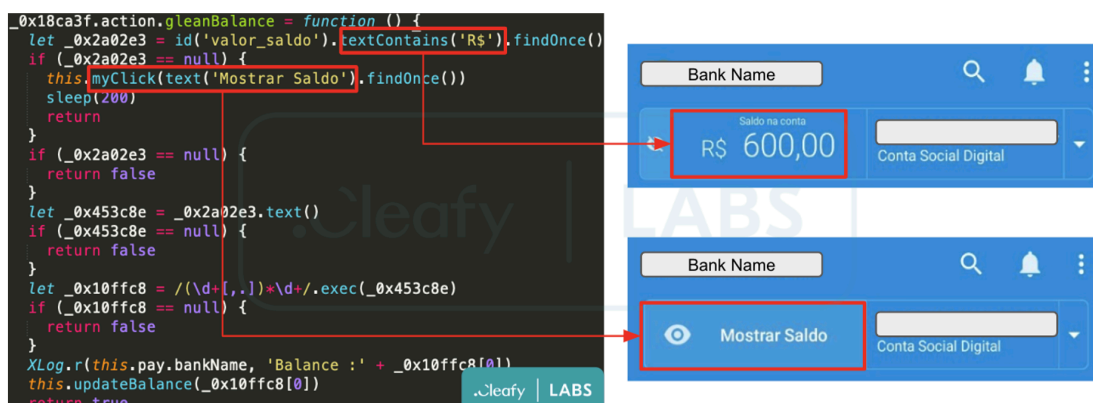 _0x18ca3f.action.gleanBalance = function () {
let _0x2a02e3 = id('valor_saldo').textContains('R$').findOnce()
if (_0x2a02e3 == null) {
this.myClick(text('Mostrar Saldo').findOnce())
sleep(200)
return
}
if (_0x2a02e3 == null) {
return false
}
let _0x453c8e = _0x2a02e3.text()
if (_0x453c8e == null) {
return false
}
let _0x10ffc8 = /(\d+[,.])*\d+/.exec(_0x453c8e)
if (_0x10ffc8 == null) {
return false
}
XLog.r(this.pay.bankName, 'Balance :' + _0x10ffc8[0])
this.updateBalance(_0x10ffc8[0])
return true
.Cleafy | LABS
Bank Name
Saldo na conta
R$ 600,00
Conta Social Digital
.Cleafy | LABS
Bank Name
Mostrar Saldo
Conta Social Digital